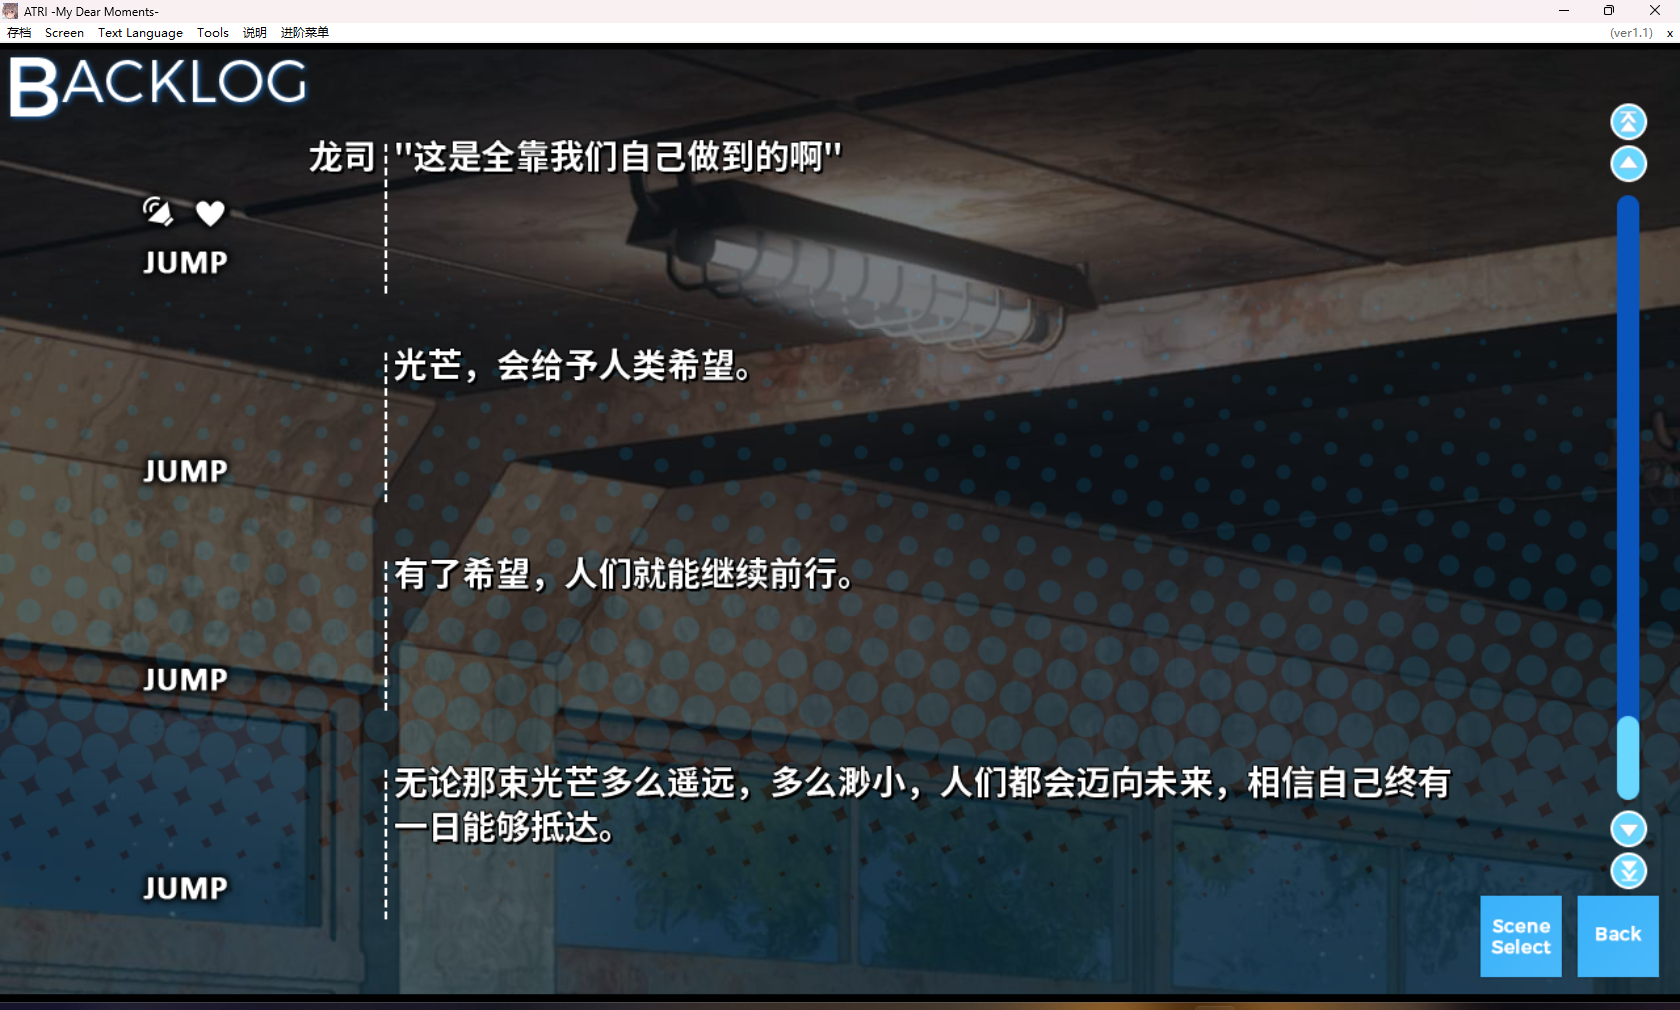 ATRI -My Dear Moments-
存档 Screen Text Language Tools 说明 进阶菜单 (ver1.1) x
BACKLOG
龙司 "这是全靠我们自己做到的啊"
JUMP
光芒，会给予人类希望。
JUMP
有了希望，人们就能继续前行。
JUMP
无论那束光芒多么遥远，多么渺小，人们都会迈向未来，相信自己终有
一日能够抵达。
JUMP
Scene
Select
Back